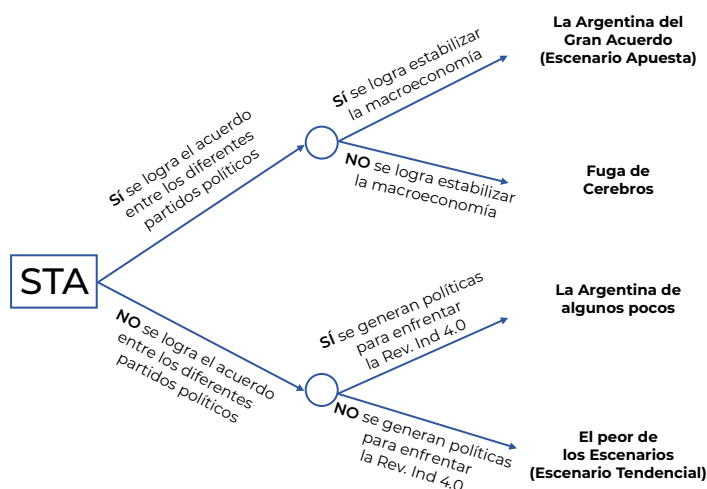 La Argentina del
Gran Acuerdo
(Escenario Apuesta)
SÍ se logra estabilizar
la macroeconomía
SÍ se logra el acuerdo
entre los diferentes
partidos políticos
NO se logra estabilizar
la macroeconomía
Fuga de
Cerebros
STA
NO se logra el acuerdo
entre los diferentes
partidos políticos
SÍ se generan políticas
para enfrentar
la Rev. Ind 4.0
La Argentina de
algunos pocos
NO se generan políticas
para enfrentar
la Rev. Ind 4.0
El peor de
los Escenarios
(Escenario Tendencial)